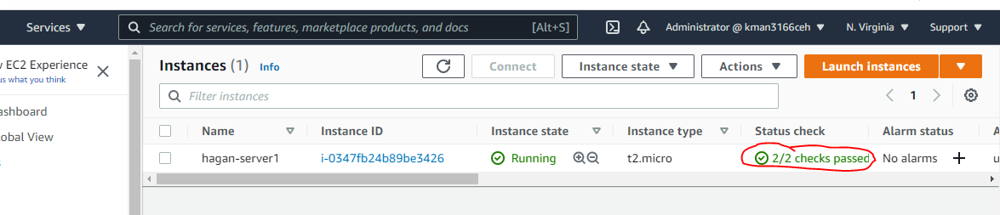 Services Search for services, features, marketplace products, and docs [Alt+S] Administrator @ kman3166ceh N. Virginia Support
EC2 Experience
us what you think
Instances (1) Info Connect Instance state Actions Launch instances
Filter instances 1
Global View
Name Instance ID Instance state Instance type Status check Alarm status
hagan-server1 i-0347fb24b89be3426 Running t2.micro 2/2 checks passed No alarms